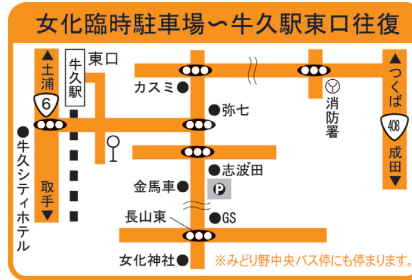 女化臨時駐車場〜牛久駅東口往復
▲土浦
6
取手▼
牛久シティホテル
牛久駅
東口
カスミ
弥七
志波田
金馬車
P
長山東
GS
女化神社
消防署
▲つくば
408
成田▼
※みどり野中央バス停にも停まります。